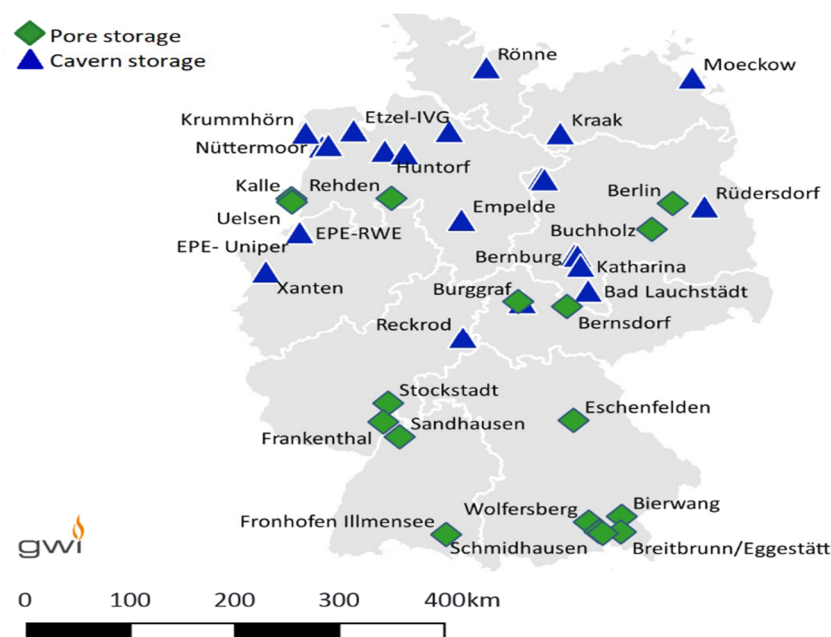 Pore storage
Cavern storage
Rönne
Moeckow
Krummhörn
Etzel-IVG
Kraak
Nüttermoor
Huntorf
Kalle
Rehden
Berlin
Rüdersdorf
Uelsen
Empelde
Buchholz
EPE-RWE
EPE- Uniper
Bernburg
Katharina
Xanten
Burggraf
Bad Lauchstädt
Reckrod
Bernsdorf
Stockstadt
Eschenfelden
Sandhausen
Frankenthal
Wolfersberg
Bierwang
Fronhofen Illmensee
Schmidhausen
Breitbrunn/Eggestätt
gwi
0 100 200 300 400km